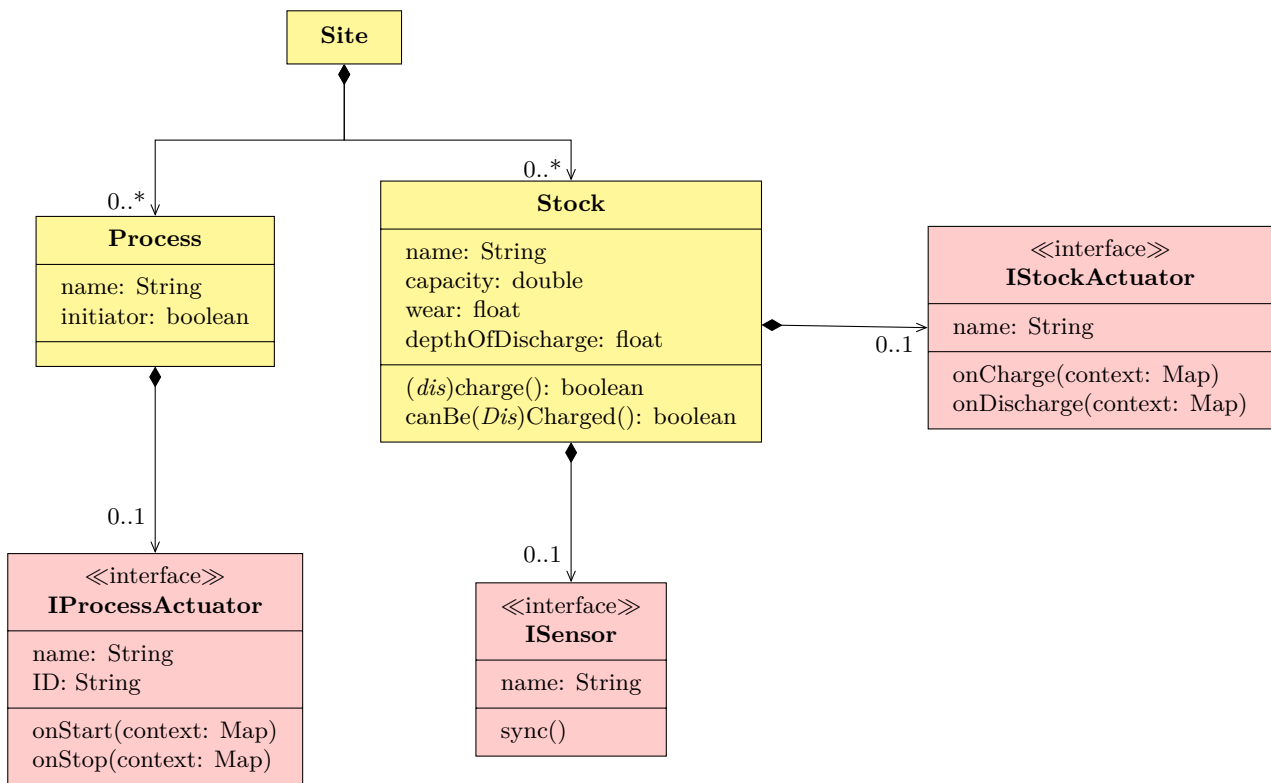 Site
0..*
0..*
Process
name: String
initiator: boolean
Stock
name: String
capacity: double
wear: float
depthOfDischarge: float
(dis)charge(): boolean
canBe(Dis)Charged(): boolean
≪interface≫
IStockActuator
name: String
onCharge(context: Map)
onDischarge(context: Map)
0..1
0..1
0..1
≪interface≫
IProcessActuator
name: String
ID: String
onStart(context: Map)
onStop(context: Map)
≪interface≫
ISensor
name: String
sync()